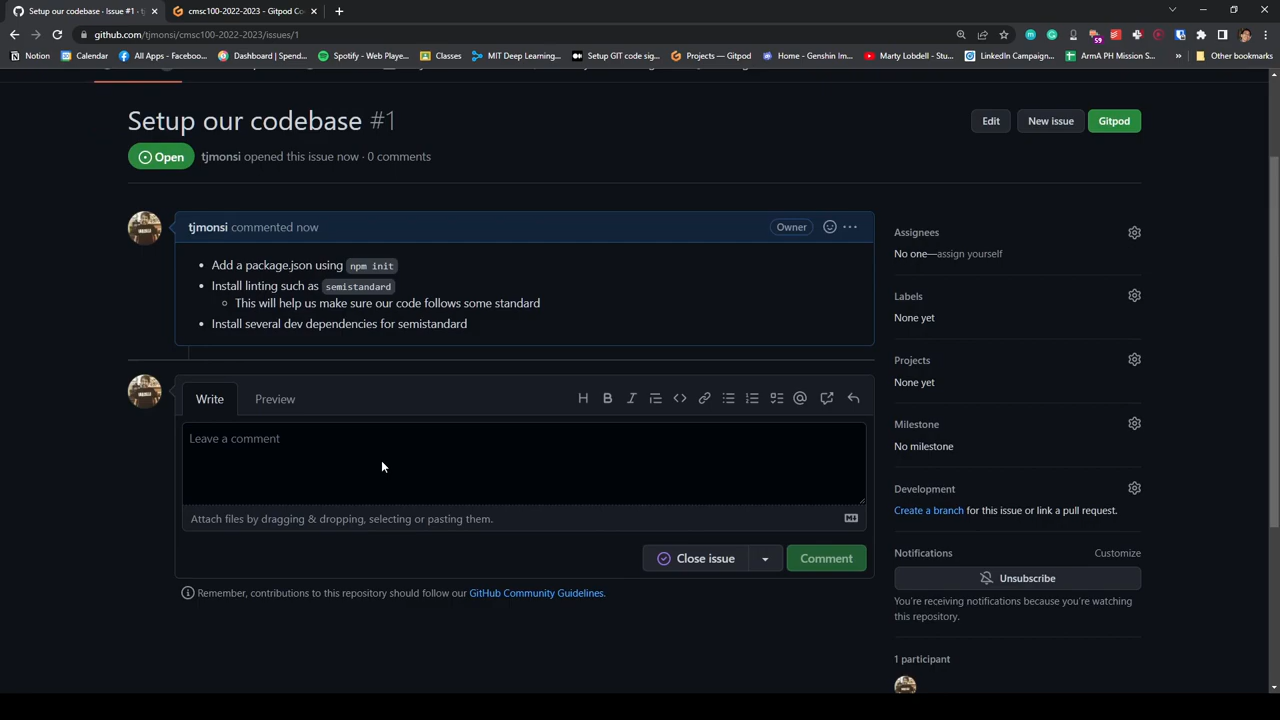 Setup our codebase · Issue #1 · t
cmsc100-2022-2023 - Gitpod Co
github.com/tjmonsi/cmsc100-2022-2023/issues/1
59
Notion
Calendar
All Apps - Faceboo...
Dashboard | Spend...
Spotify - Web Playe...
Classes
MIT Deep Learning...
Setup GIT code sig...
Projects — Gitpod
Home - Genshin Im...
Marty Lobdell - Stu...
LinkedIn Campaign...
ArmA PH Mission S...
»
Other bookmarks
Setup our codebase #1
Edit
New issue
Gitpod
Open
tjmonsi opened this issue now · 0 comments
tjmonsi commented now
Owner
Add a package.json using npm init
Install linting such as semistandard
This will help us make sure our code follows some standard
Install several dev dependencies for semistandard
Write
Preview
Leave a comment
Attach files by dragging & dropping, selecting or pasting them.
Close issue
Comment
Remember, contributions to this repository should follow our GitHub Community Guidelines.
Assignees
No one—assign yourself
Labels
None yet
Projects
None yet
Milestone
No milestone
Development
Create a branch for this issue or link a pull request.
Notifications
Customize
Unsubscribe
You're receiving notifications because you're watching
this repository.
1 participant